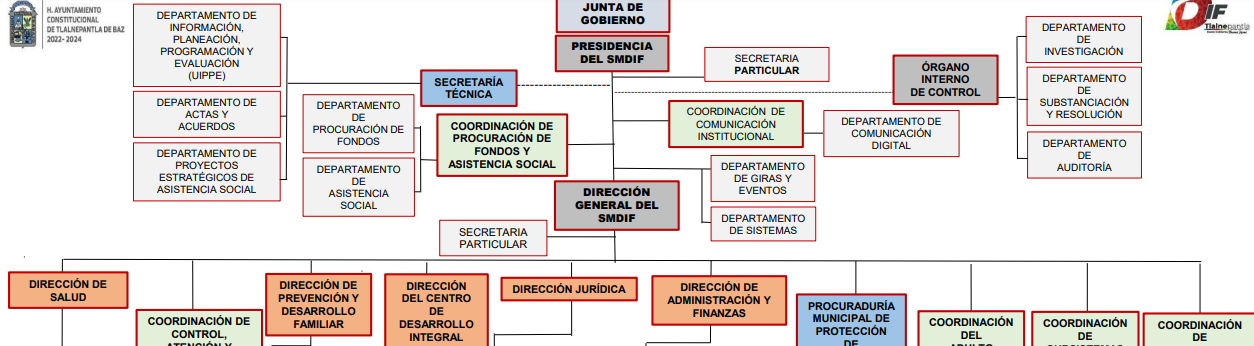 H. AYUNTAMIENTO
CONSTITUCIONAL
DE TLALNEPANTLA DE BAZ
2022- 2024
DEPARTAMENTO DE
INFORMACIÓN,
PLANEACIÓN,
PROGRAMACIÓN Y
EVALUACIÓN
(UIPPE)
DEPARTAMENTO DE
ACTAS Y
ACUERDOS
DEPARTAMENTO DE
PROYECTOS
ESTRATÉGICOS DE
ASISTENCIA SOCIAL
SECRETARÍA
TÉCNICA
DEPARTAMENTO
DE
PROCURACIÓN DE
FONDOS
DEPARTAMENTO
DE
ASISTENCIA
SOCIAL
COORDINACIÓN DE
PROCURACIÓN DE
FONDOS Y
ASISTENCIA SOCIAL
JUNTA DE
GOBIERNO
PRESIDENCIA
DEL SMDIF
SECRETARIA
PARTICULAR
COORDINACIÓN DE
COMUNICACIÓN
INSTITUCIONAL
DEPARTAMENTO DE
COMUNICACIÓN
DIGITAL
ÓRGANO
INTERNO
DE CONTROL
DIF
Tlalnepantla
DEPARTAMENTO
DE
INVESTIGACIÓN
DEPARTAMENTO
DE
SUBSTANCIACIÓN
Y RESOLUCIÓN
DEPARTAMENTO
DE
AUDITORÍA
DEPARTAMENTO
DE GIRAS Y
EVENTOS
DEPARTAMENTO
DE SISTEMAS
DIRECCIÓN
GENERAL DEL
SMDIF
SECRETARIA
PARTICULAR
DIRECCIÓN DE
SALUD
COORDINACIÓN DE
CONTROL,
ATENCIÓN Y
DIRECCIÓN DE
PREVENCIÓN Y
DESARROLLO
FAMILIAR
DIRECCIÓN
DEL CENTRO
DE
DESARROLLO
INTEGRAL
DIRECCIÓN JURÍDICA
DIRECCIÓN DE
ADMINISTRACIÓN Y
FINANZAS
PROCURADURÍA
MUNICIPAL DE
PROTECCIÓN
DE
COORDINACIÓN
DEL
ADULTO
COORDINACIÓN
DE
COORDINACIÓN
DE